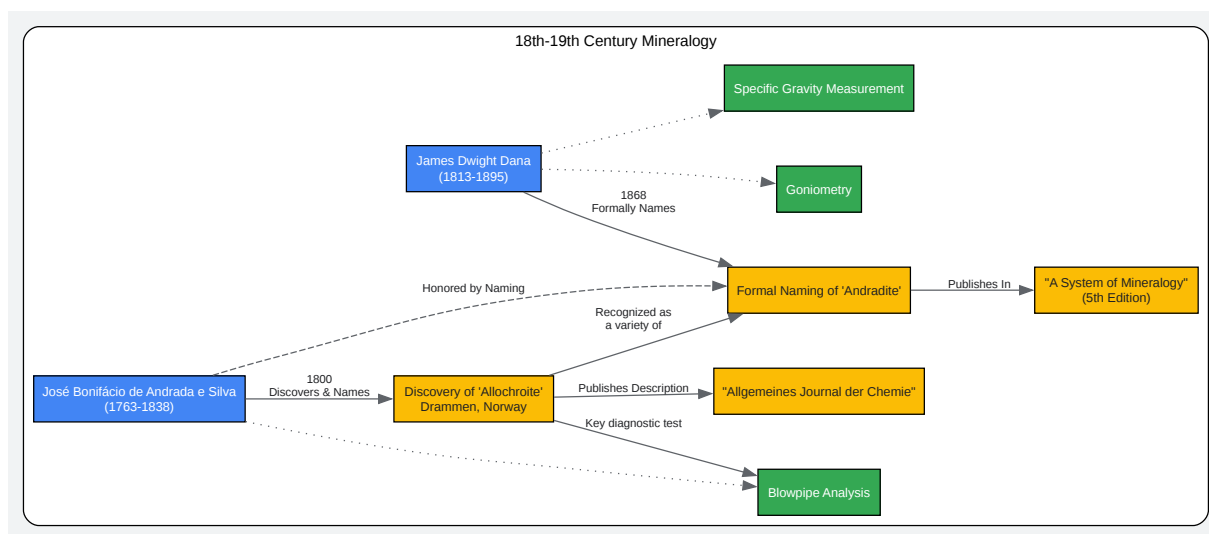 18th-19th Century Mineralogy
Specific Gravity Measurement
James Dwight Dana
(1813-1895)
Goniometry
1868
Formally Names
Honored by Naming
Formal Naming of 'Andradite'
Publishes In
"A System of Mineralogy"
(5th Edition)
Recognized as
a variety of
José Bonifácio de Andrada e Silva
(1763-1838)
1800
Discovers & Names
Discovery of 'Allochroite'
Drammen, Norway
Publishes Description
"Allgemeines Journal der Chemie"
Key diagnostic test
Blowpipe Analysis